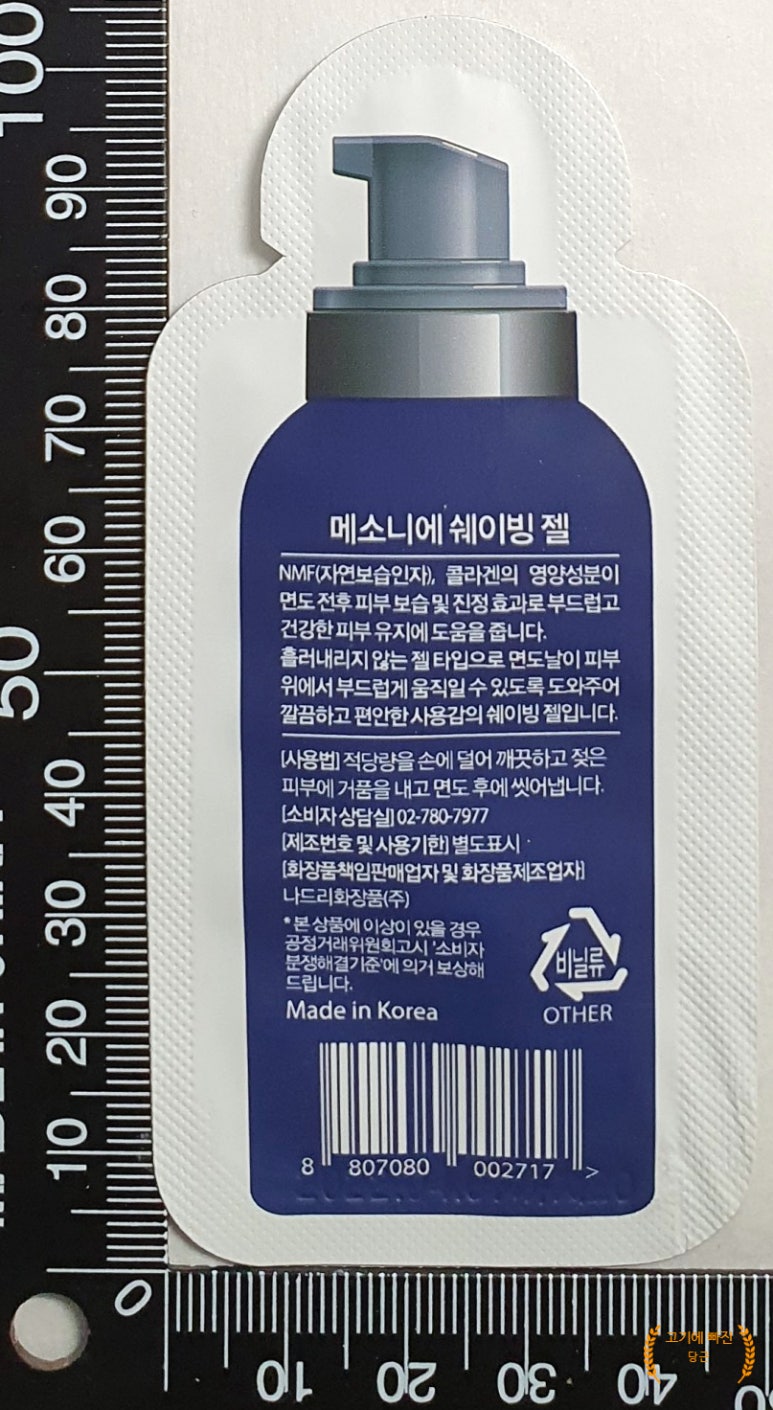 메소니에 쉐이빙 젤
NMF(자연보습인자), 콜라겐의 영양성분이
면도 전후 피부 보습 및 진정 효과로 부드럽고
건강한 피부 유지에 도움을 줍니다.
흘러내리지 않는 젤 타입으로 면도날이 피부
위에서 부드럽게 움직일 수 있도록 도와주어
깔끔하고 편안한 사용감의 쉐이빙 젤입니다.
[사용법] 적당량을 손에 덜어 깨끗하고 젖은
피부에 거품을 내고 면도 후에 씻어냅니다.
[소비자 상담실] 02-780-7977
[제조번호 및 사용기한] 별도표시
[화장품책임판매업자 및 화장품제조업자]
나드리화장품(주)
* 본 상품에 이상이 있을 경우
공정거래위원회고시 '소비자
분쟁해결기준'에 의거 보상해
드립니다.
비닐류
Made in Korea
OTHER
8 807080 002717 >
100
90
80
70
60
50
40
30
20
10
0
10
20
30
40
고기에 빠진
당근